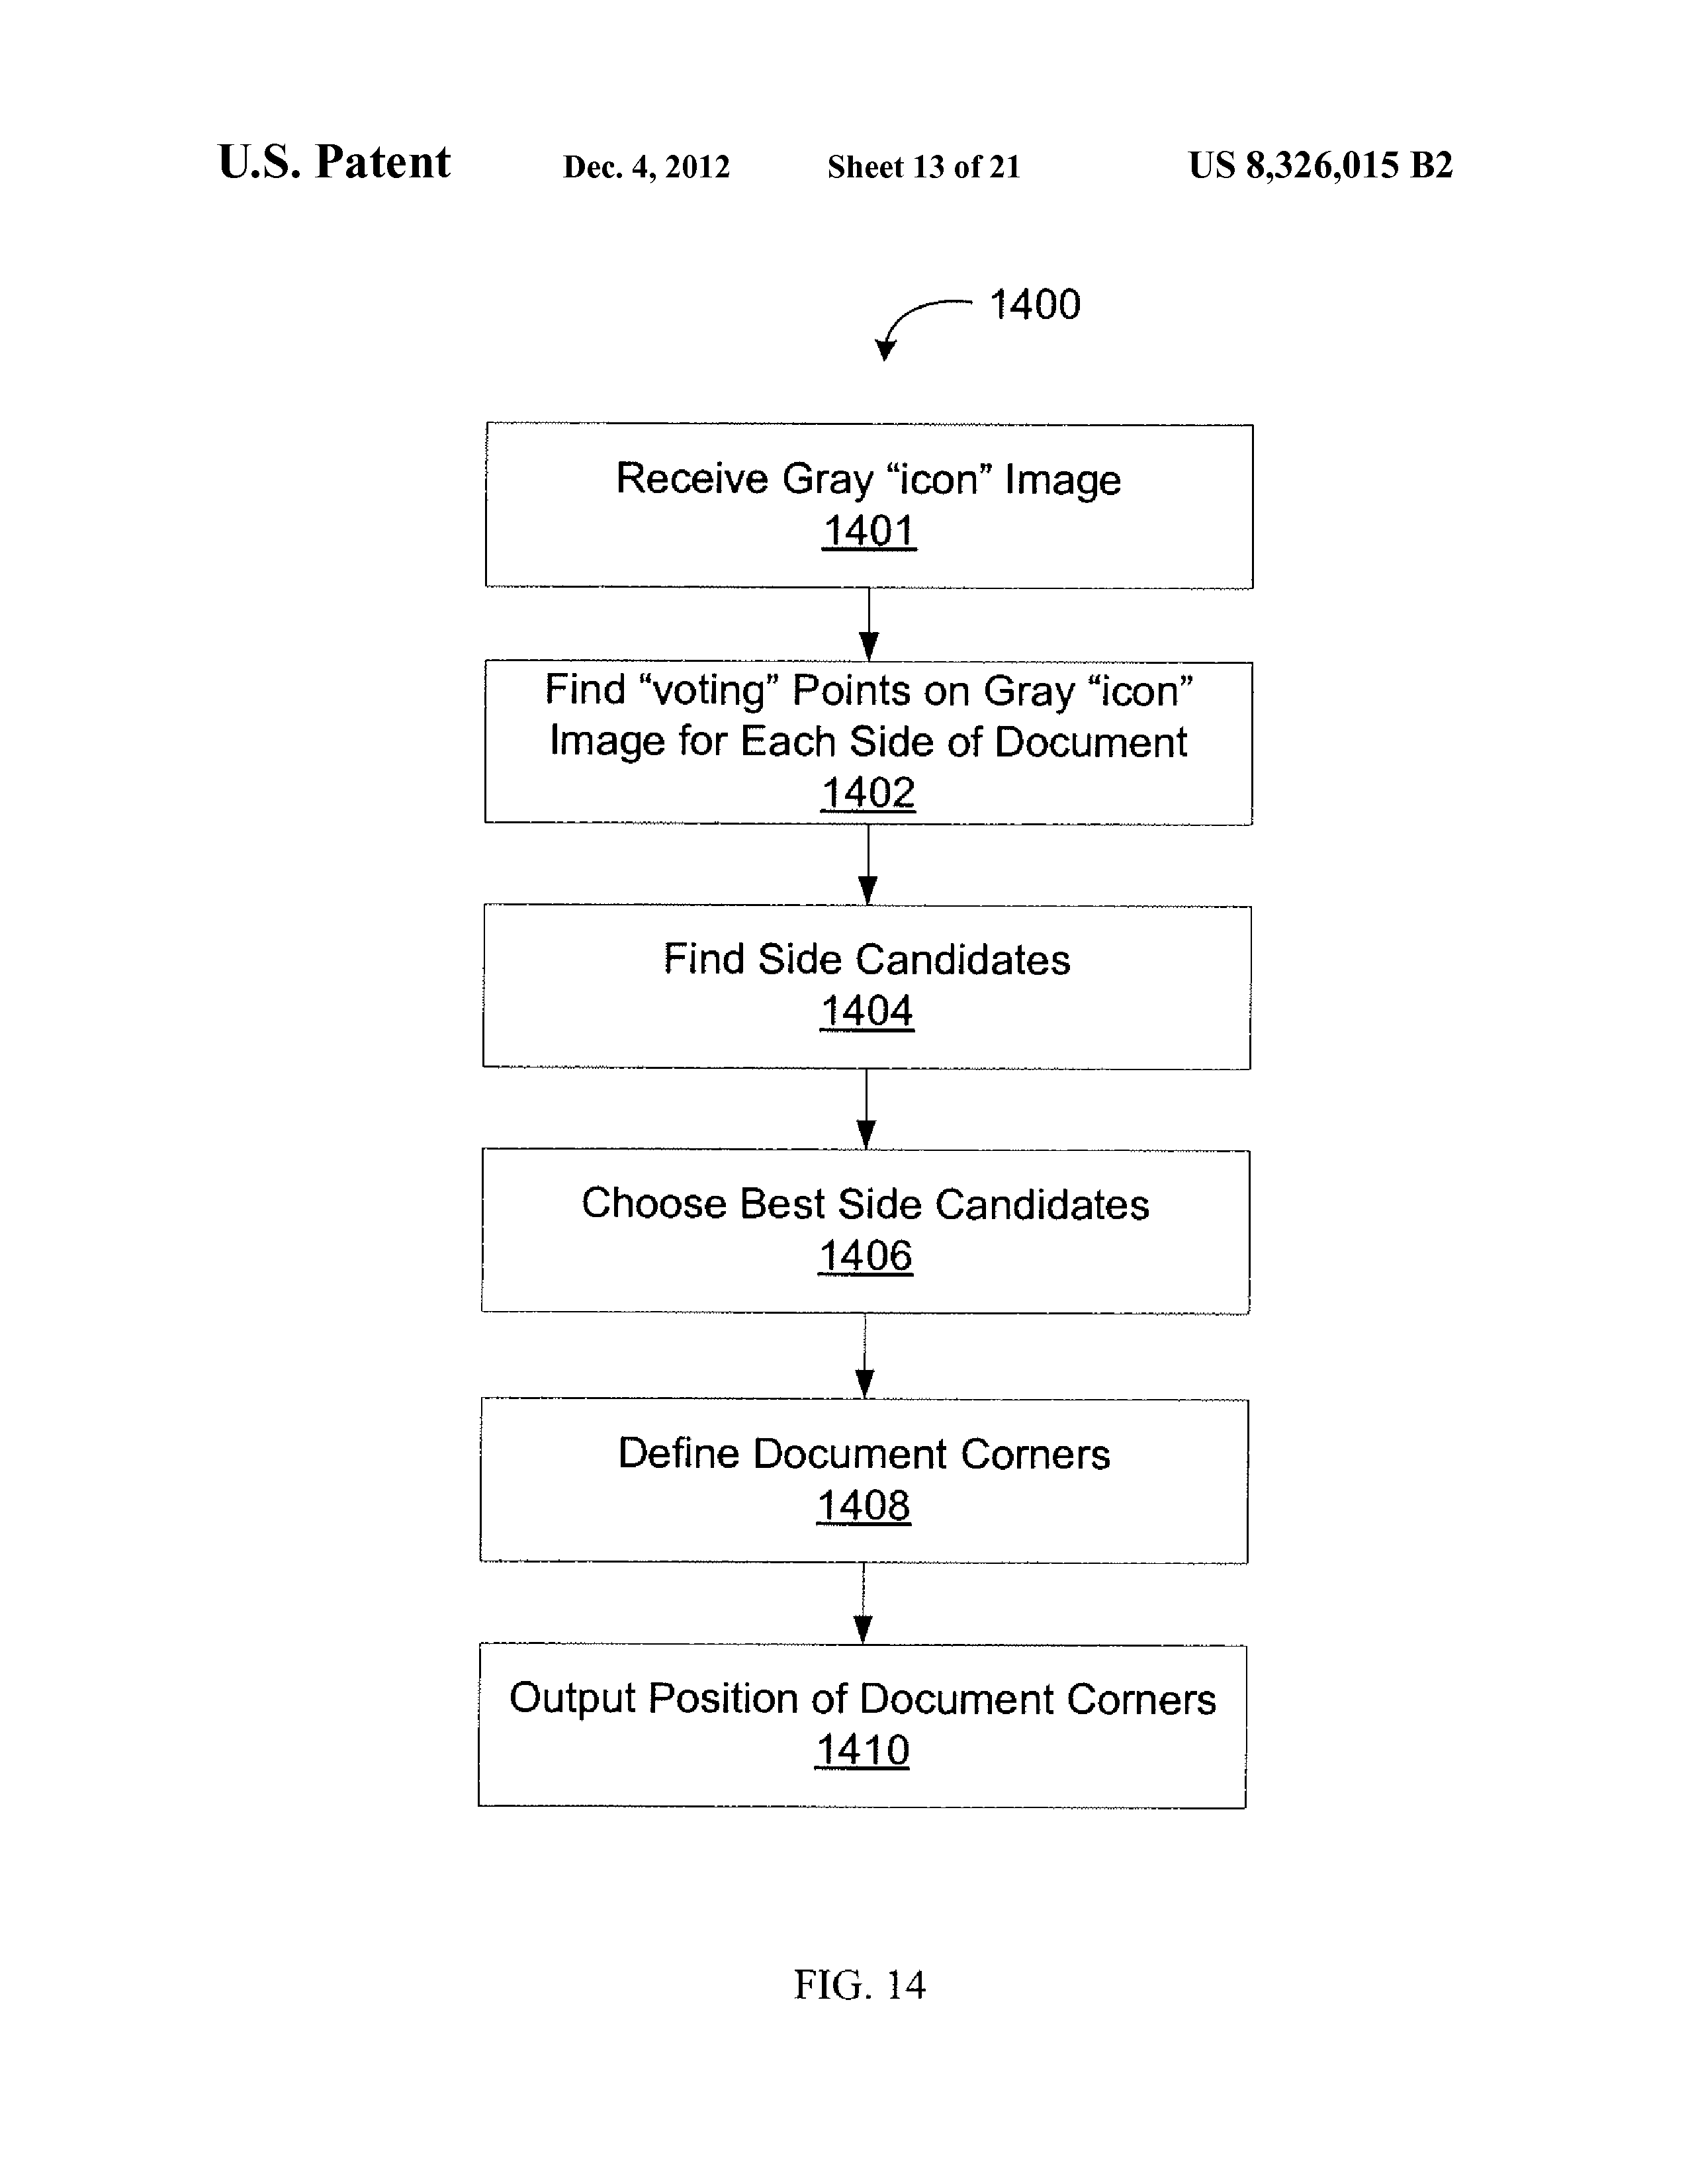 U.S. Patent Dec. 4, 2012 Sheet 13 of 21 US 8,326,015 B2
1400
Receive Gray “icon” Image
1401
Find “voting” Points on Gray “icon”
Image for Each Side of Document
1402
Find Side Candidates
1404
Choose Best Side Candidates
1406
Define Document Corners
1408
Output Position of Document Corners
1410
FIG. 14